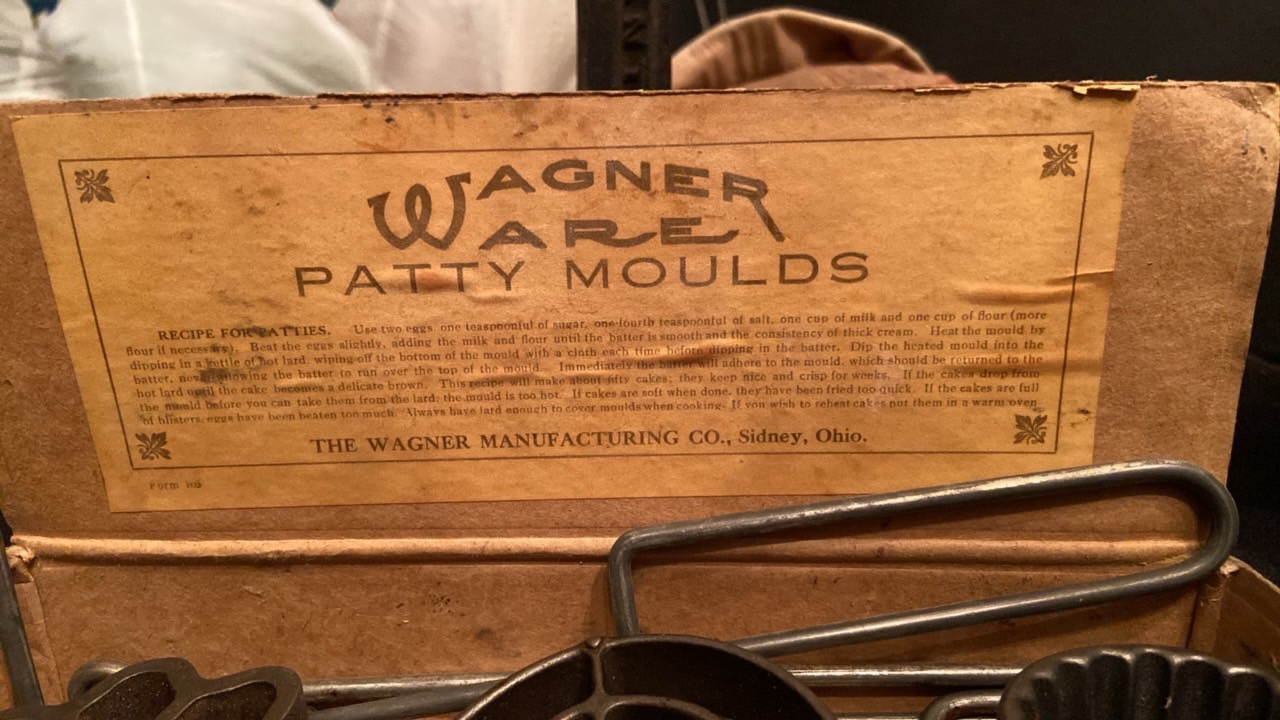 WAGNER
WARE
PATTY MOULDS
RECIPE FOR PATTIES. Use two eggs, one teaspoonful of sugar, one-fourth teaspoonful of salt, one cup of milk and one cup of flour (more
flour if necessary). Beat the eggs slightly, adding the milk and flour until the batter is smooth and the consistency of thick cream. Heat the mould by
dipping in a kettle of hot lard, wiping off the bottom of the mould with a cloth each time before dipping in the batter. Dip the heated mould into the
batter, never allowing the batter to run over the top of the mould. Immediately the batter will adhere to the mould, which should be returned to the
hot lard until the cake becomes a delicate brown. This recipe will make about fifty cakes; they keep nice and crisp for weeks. If the cakes drop from
the mould before you can take them from the lard; the mould is too hot. If cakes are soft when done, they have been fried too quick. If the cakes are full
of blisters, eggs have been beaten too much. Always have lard enough to cover moulds when cooking. If you wish to reheat cakes put them in a warm oven
THE WAGNER MANUFACTURING CO., Sidney, Ohio.
Form